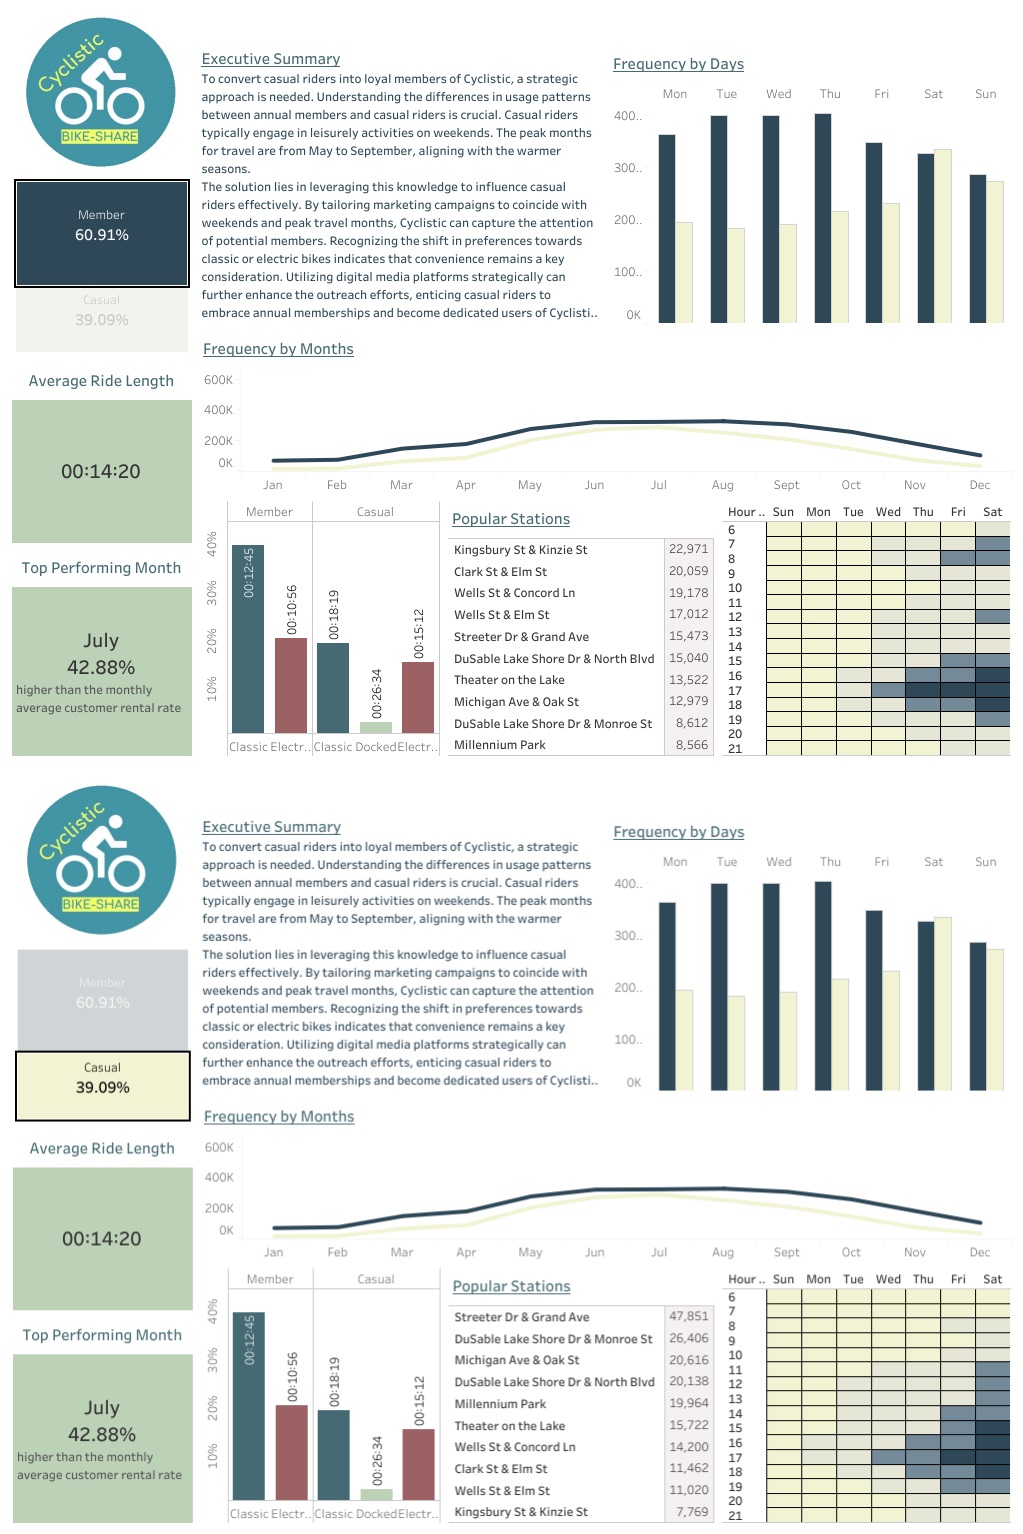 Cyclistic
BIKE-SHARE
Member
60.91%
Casual
39.09%
Average Ride Length
00:14:20
Top Performing Month
July
42.88%
higher than the monthly
average customer rental rate
Executive Summary
To convert casual riders into loyal members of Cyclistic, a strategic
approach is needed. Understanding the differences in usage patterns
between annual members and casual riders is crucial. Casual riders
typically engage in leisurely activities on weekends. The peak months
for travel are from May to September, aligning with the warmer
seasons.
The solution lies in leveraging this knowledge to influence casual
riders effectively. By tailoring marketing campaigns to coincide with
weekends and peak travel months, Cyclistic can capture the attention
of potential members. Recognizing the shift in preferences towards
classic or electric bikes indicates that convenience remains a key
consideration. Utilizing digital media platforms strategically can
further enhance the outreach efforts, enticing casual riders to
embrace annual memberships and become dedicated users of Cyclisti..
Frequency by Days
Mon Tue Wed Thu Fri Sat Sun
400..
300..
200..
100..
0K
Frequency by Months
600K
400K
200K
0K
Jan Feb Mar Apr May Jun Jul Aug Sept Oct Nov Dec
Member Casual
40%
30%
20%
10%
00:12:45
00:10:56
00:18:19
00:26:34
00:15:12
Classic Electr.. Classic Docked Electr..
Popular Stations
Kingsbury St & Kinzie St 22,971
Clark St & Elm St 20,059
Wells St & Concord Ln 19,178
Wells St & Elm St 17,012
Streeter Dr & Grand Ave 15,473
DuSable Lake Shore Dr & North Blvd 15,040
Theater on the Lake 13,522
Michigan Ave & Oak St 12,979
DuSable Lake Shore Dr & Monroe St 8,612
Millennium Park 8,566
Hour .. Sun Mon Tue Wed Thu Fri Sat
6
7
8
9
10
11
12
13
14
15
16
17
18
19
20
21
Cyclistic
BIKE-SHARE
Member
60.91%
Casual
39.09%
Average Ride Length
00:14:20
Top Performing Month
July
42.88%
higher than the monthly
average customer rental rate
Executive Summary
To convert casual riders into loyal members of Cyclistic, a strategic
approach is needed. Understanding the differences in usage patterns
between annual members and casual riders is crucial. Casual riders
typically engage in leisurely activities on weekends. The peak months
for travel are from May to September, aligning with the warmer
seasons.
The solution lies in leveraging this knowledge to influence casual
riders effectively. By tailoring marketing campaigns to coincide with
weekends and peak travel months, Cyclistic can capture the attention
of potential members. Recognizing the shift in preferences towards
classic or electric bikes indicates that convenience remains a key
consideration. Utilizing digital media platforms strategically can
further enhance the outreach efforts, enticing casual riders to
embrace annual memberships and become dedicated users of Cyclisti..
Frequency by Days
Mon Tue Wed Thu Fri Sat Sun
400..
300..
200..
100..
0K
Frequency by Months
600K
400K
200K
0K
Jan Feb Mar Apr May Jun Jul Aug Sept Oct Nov Dec
Member Casual
40%
30%
20%
10%
00:12:45
00:10:56
00:18:19
00:26:34
00:15:12
Classic Electr.. Classic Docked Electr..
Popular Stations
Streeter Dr & Grand Ave 47,851
DuSable Lake Shore Dr & Monroe St 26,406
Michigan Ave & Oak St 20,616
DuSable Lake Shore Dr & North Blvd 20,138
Millennium Park 19,964
Theater on the Lake 15,722
Wells St & Concord Ln 14,200
Clark St & Elm St 11,462
Wells St & Elm St 11,020
Kingsbury St & Kinzie St 7,769
Hour .. Sun Mon Tue Wed Thu Fri Sat
6
7
8
9
10
11
12
13
14
15
16
17
18
19
20
21